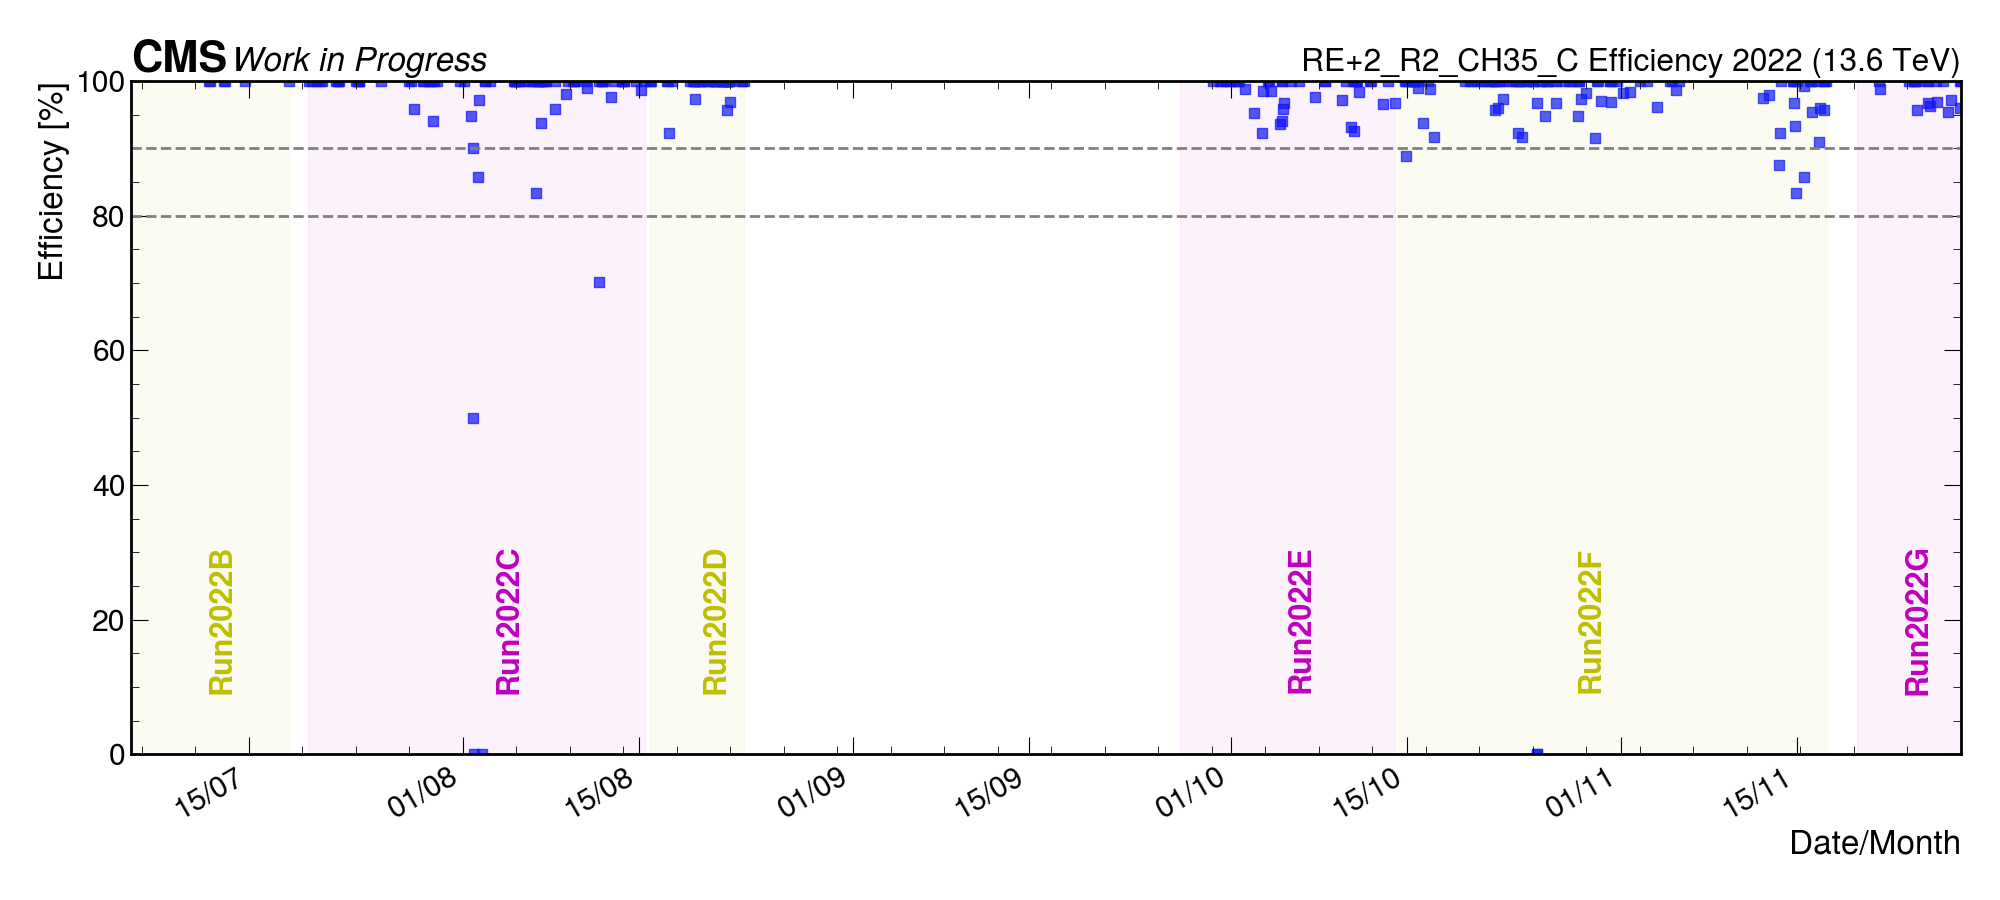 CMS Work in Progress
RE+2_R2_CH35_C Efficiency 2022 (13.6 TeV)
Efficiency [%]
100
80
60
40
20
0
Run2022B
Run2022C
Run2022D
Run2022E
Run2022F
Run2022G
15/07
01/08
15/08
01/09
15/09
01/10
15/10
01/11
15/11
Date/Month